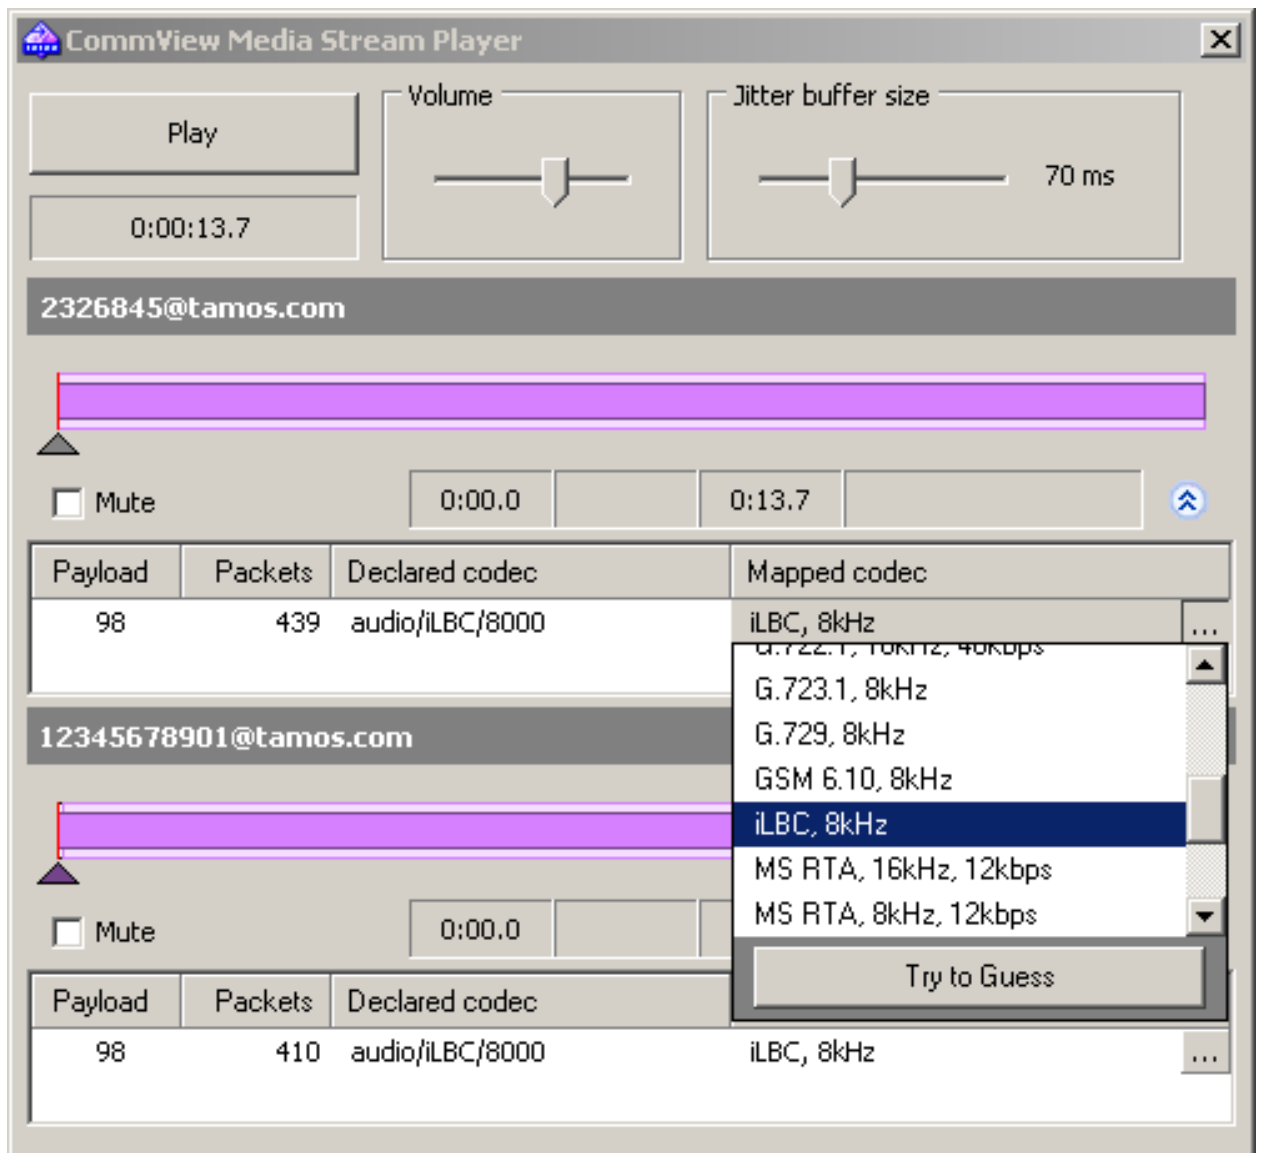 CommView Media Stream Player
Play
Volume
Jitter buffer size
70 ms
0:00:13.7
2326845@tamos.com
Mute
0:00.0
0:13.7
Payload Packets Declared codec Mapped codec
98 439 audio/iLBC/8000 iLBC, 8kHz ...
G.722.1, 16kHz, 40kbps
G.723.1, 8kHz
G.729, 8kHz
GSM 6.10, 8kHz
iLBC, 8kHz
MS RTA, 16kHz, 12kbps
MS RTA, 8kHz, 12kbps
Try to Guess
12345678901@tamos.com
Mute
0:00.0
Payload Packets Declared codec
98 410 audio/iLBC/8000 iLBC, 8kHz ...